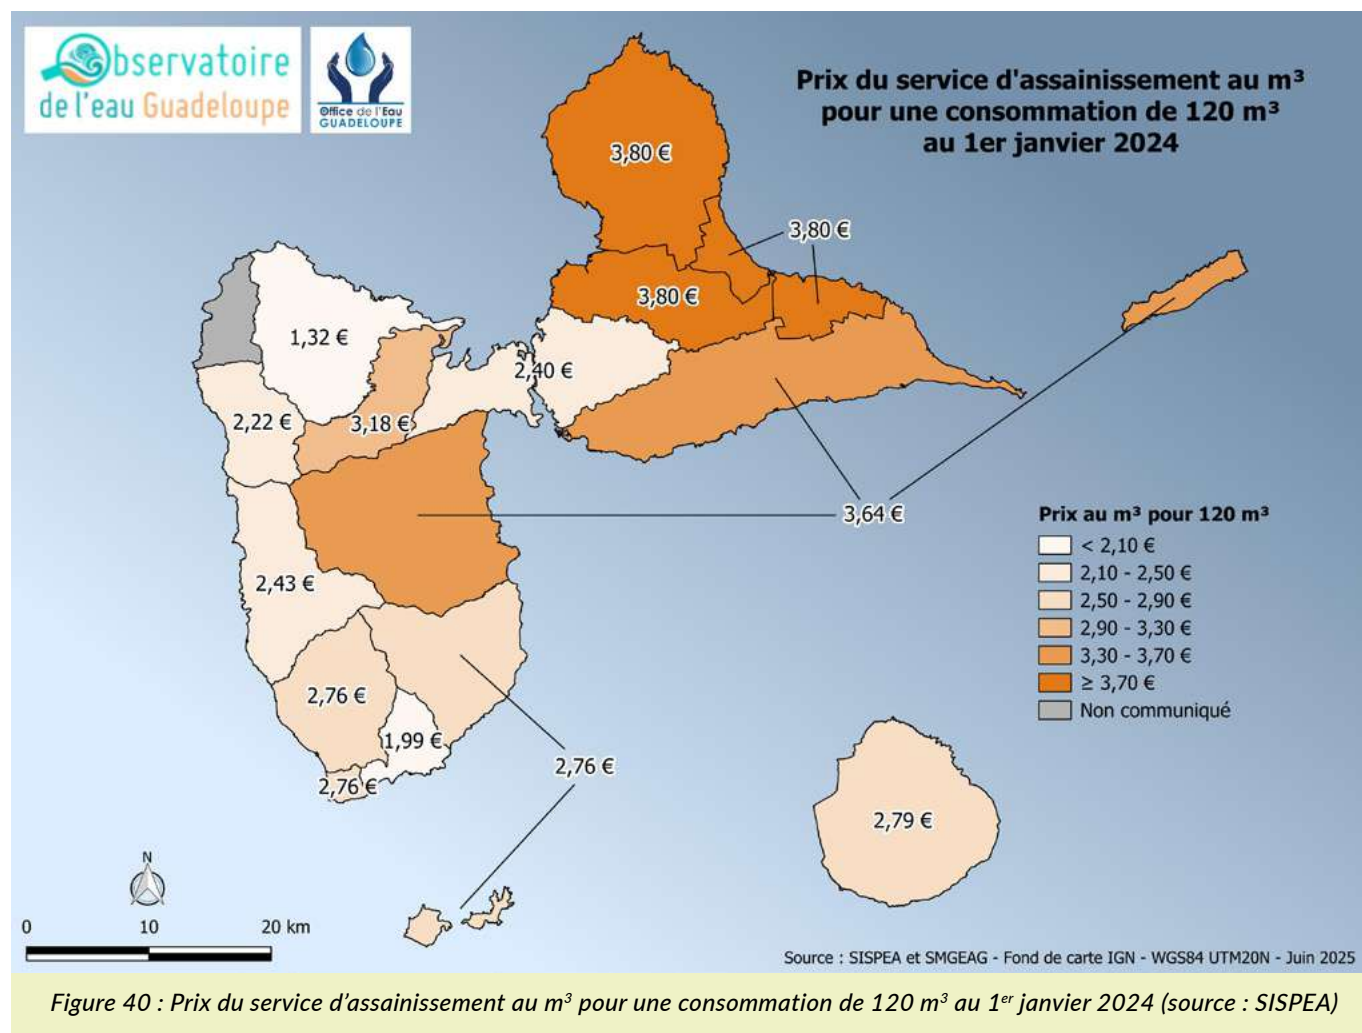 Observatoire
de l'eau Guadeloupe
Office de l'Eau
GUADELOUPE
Prix du service d'assainissement au m³
pour une consommation de 120 m³
au 1er janvier 2024
3,80 €
3,80 €
3,80 €
1,32 €
2,40 €
2,22 €
3,18 €
3,64 €
2,43 €
2,76 €
1,99 €
2,76 €
2,76 €
2,79 €
Prix au m³ pour 120 m³
< 2,10 €
2,10 - 2,50 €
2,50 - 2,90 €
2,90 - 3,30 €
3,30 - 3,70 €
≥ 3,70 €
Non communiqué
N
0 10 20 km
Source : SISPEA et SMGEAG - Fond de carte IGN - WGS84 UTM20N - Juin 2025
Figure 40 : Prix du service d’assainissement au m³ pour une consommation de 120 m³ au 1er janvier 2024 (source : SISPEA)